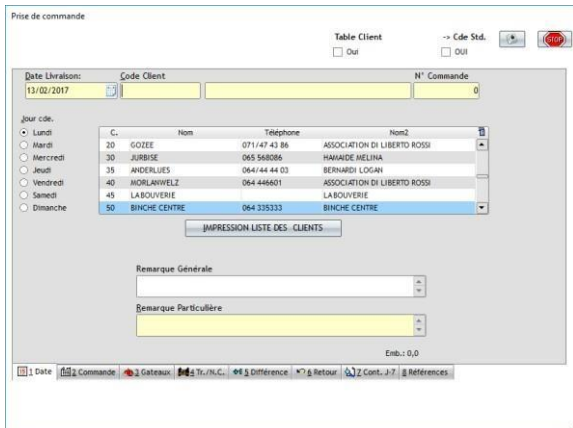 Prise de commande
Table Client -> Cde Std.
Oui OUI STOP
Date Livraison: Code Client N° Commande
13/02/2017 0
Jour cde.
Lundi
Mardi
Mercredi
Jeudi
Vendredi
Samedi
Dimanche
C. Nom Téléphone Nom2
20 GOZEE 071/47 43 86 ASSOCIATION DI LIBERTO ROSSI
30 JURBISE 065 568086 HAMAIDE MELINA
35 ANDERLUES 064/44 44 03 BERNARDI LOGAN
40 MORLANWELZ 064 446601 ASSOCIATION DI LIBERTO ROSSI
45 LABOUVERIE LABOUVERIE
50 BINCHE CENTRE 064 335333 BINCHE CENTRE
IMPRESSION LISTE DES CLIENTS
Remarque Générale
Remarque Particulière
Emb.: 0,0
1 Date 2 Commande 3 Gateaux 4 Tr./N.C. 5 Différence 6 Retour 7 Cont. J-7 8 Références